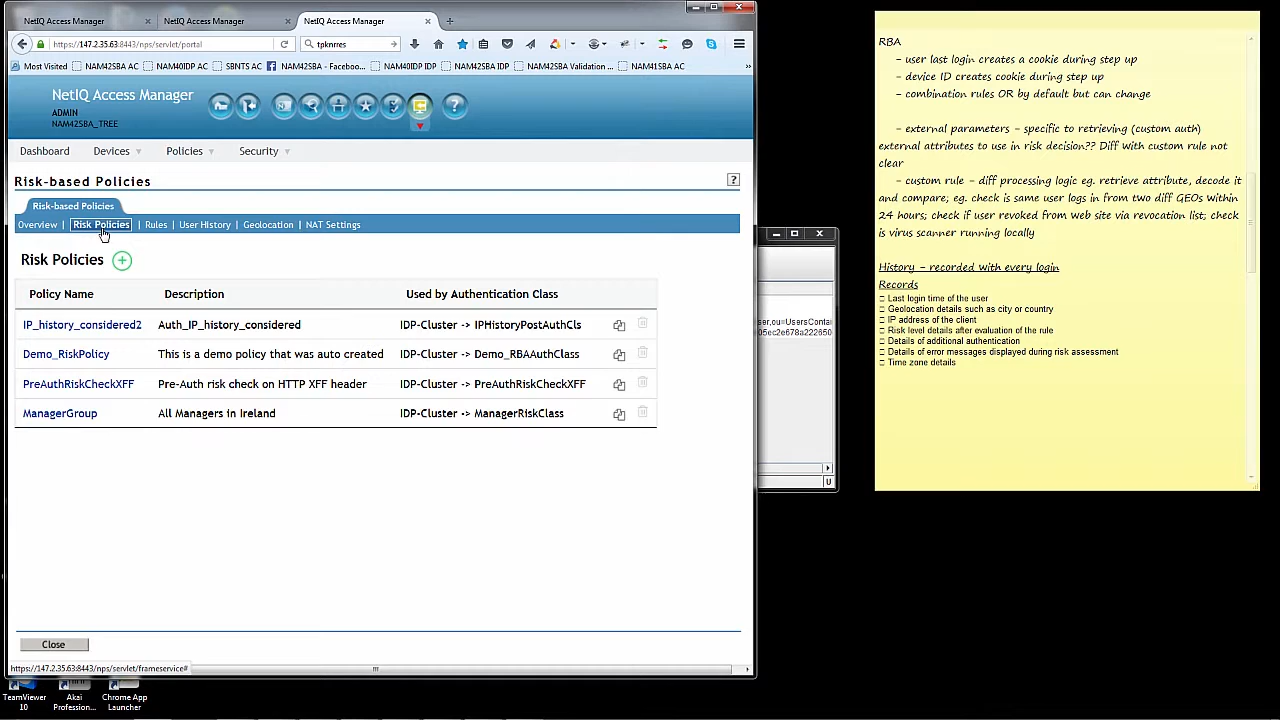 NetIQ Access Manager
NetIQ Access Manager
NetIQ Access Manager
https://147.2.35.63:8443/nps/servlet/portal
tpknrres
Most Visited
NAM42SBA AC
NAM40IDP AC
SBNTS AC
NAM42SBA - Faceboo...
NAM40IDP IDP
NAM42SBA IDP
NAM42SBA Validation ...
NAM41SBA AC
»
NetIQ Access Manager
ADMIN
NAM42SBA_TREE
Dashboard
Devices
Policies
Security
Risk-based Policies
?
Risk-based Policies
Overview | Risk Policies | Rules | User History | Geolocation | NAT Settings
Risk Policies
Policy Name Description Used by Authentication Class
IP_history_considered2 Auth_IP_history_considered IDP-Cluster -> IPHistoryPostAuthCls
Demo_RiskPolicy This is a demo policy that was auto created IDP-Cluster -> Demo_RBAAuthClass
PreAuthRiskCheckXFF Pre-Auth risk check on HTTP XFF header IDP-Cluster -> PreAuthRiskCheckXFF
ManagerGroup All Managers in Ireland IDP-Cluster -> ManagerRiskClass
Close
https://147.2.35.63:8443/nps/servlet/frameservice#
ser,ou=UsersContai
05ec2e678a222650
U
TeamViewer
10
Akai
Profession...
Chrome App
Launcher
RBA
- user last login creates a cookie during step up
- device ID creates cookie during step up
- combination rules OR by default but can change
- external parameters - specific to retrieving (custom auth)
external attributes to use in risk decision?? Diff with custom rule not
clear
- custom rule - diff processing logic eg. retrieve attribute, decode it
and compare; eg. check is same user logs in from two diff GEOs within
24 hours; check if user revoked from web site via revocation list; check
is virus scanner running locally
History - recorded with every login
Records
Last login time of the user
Geolocation details such as city or country
IP address of the client
Risk level details after evaluation of the rule
Details of additional authentication
Details of error messages displayed during risk assessment
Time zone details